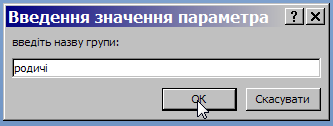 Введення значення параметра
введіть назву групи:
родичі
OK
Скасувати